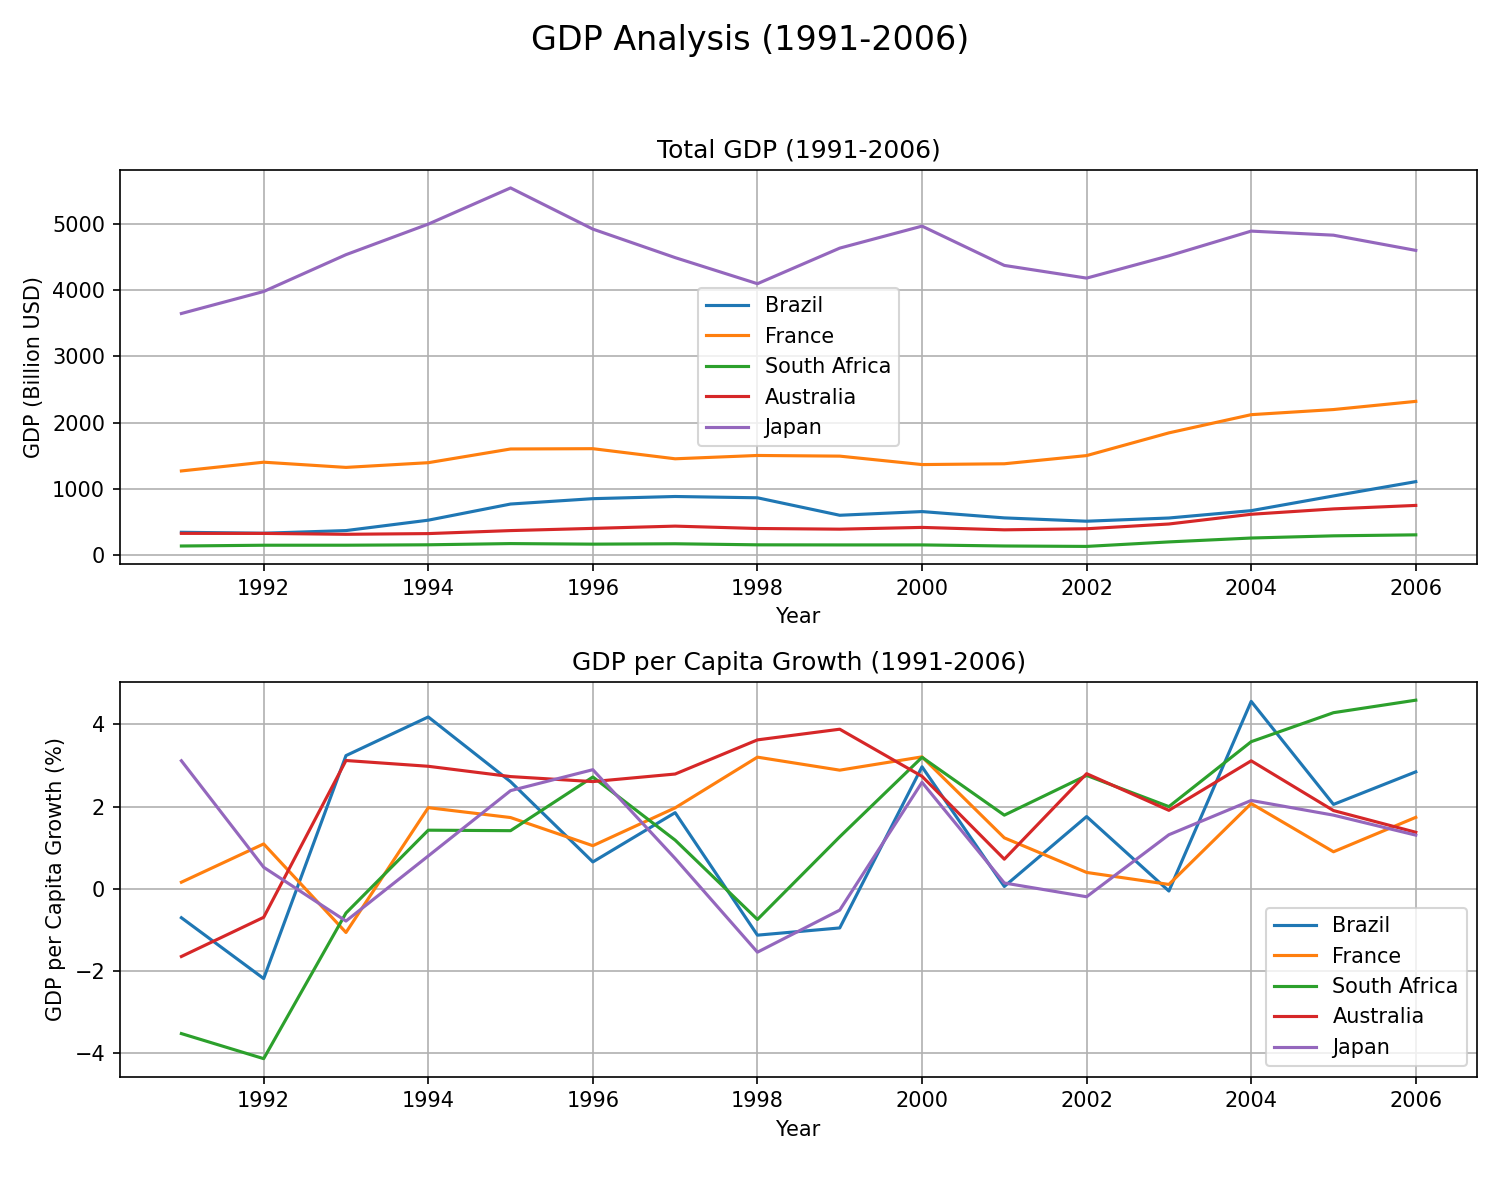 GDP Analysis (1991-2006)
Total GDP (1991-2006)
GDP (Billion USD)
5000
4000
3000
2000
1000
0
Brazil
France
South Africa
Australia
Japan
1992 1994 1996 1998 2000 2002 2004 2006
Year
GDP per Capita Growth (1991-2006)
GDP per Capita Growth (%)
4
2
0
−2
−4
Brazil
France
South Africa
Australia
Japan
1992 1994 1996 1998 2000 2002 2004 2006
Year